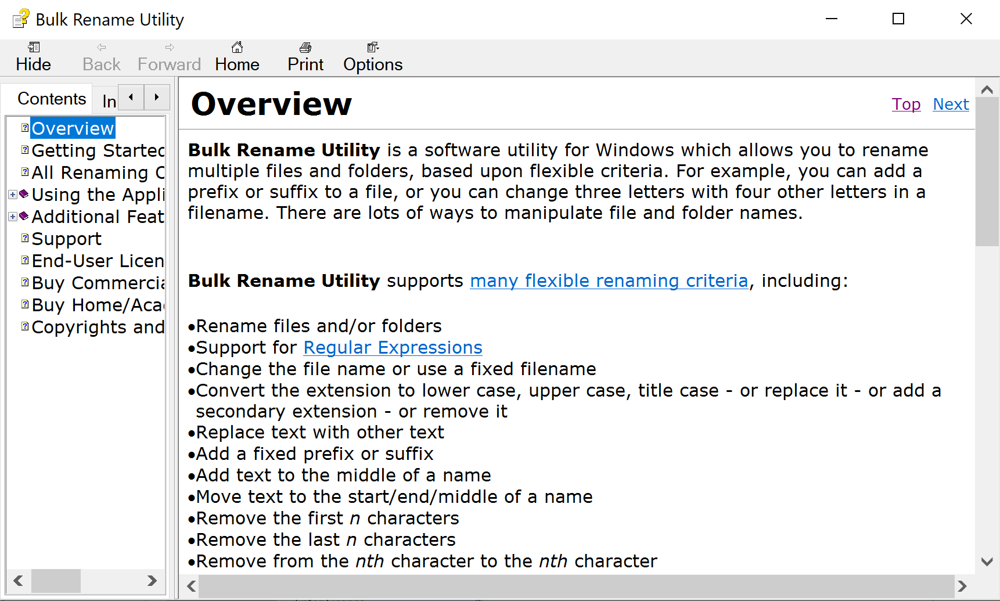 Bulk Rename Utility
Hide Back Forward Home Print Options
Contents In
Overview
Getting Started
All Renaming
Using the Appli
Additional Feat
Support
End-User Licen
Buy Commercia
Buy Home/Aca
Copyrights and
Overview
Top Next
Bulk Rename Utility is a software utility for Windows which allows you to rename
multiple files and folders, based upon flexible criteria. For example, you can add a
prefix or suffix to a file, or you can change three letters with four other letters in a
filename. There are lots of ways to manipulate file and folder names.
Bulk Rename Utility supports many flexible renaming criteria, including:
•Rename files and/or folders
•Support for Regular Expressions
•Change the file name or use a fixed filename
•Convert the extension to lower case, upper case, title case - or replace it - or add a
secondary extension - or remove it
•Replace text with other text
•Add a fixed prefix or suffix
•Add text to the middle of a name
•Move text to the start/end/middle of a name
•Remove the first n characters
•Remove the last n characters
•Remove from the nth character to the nth character